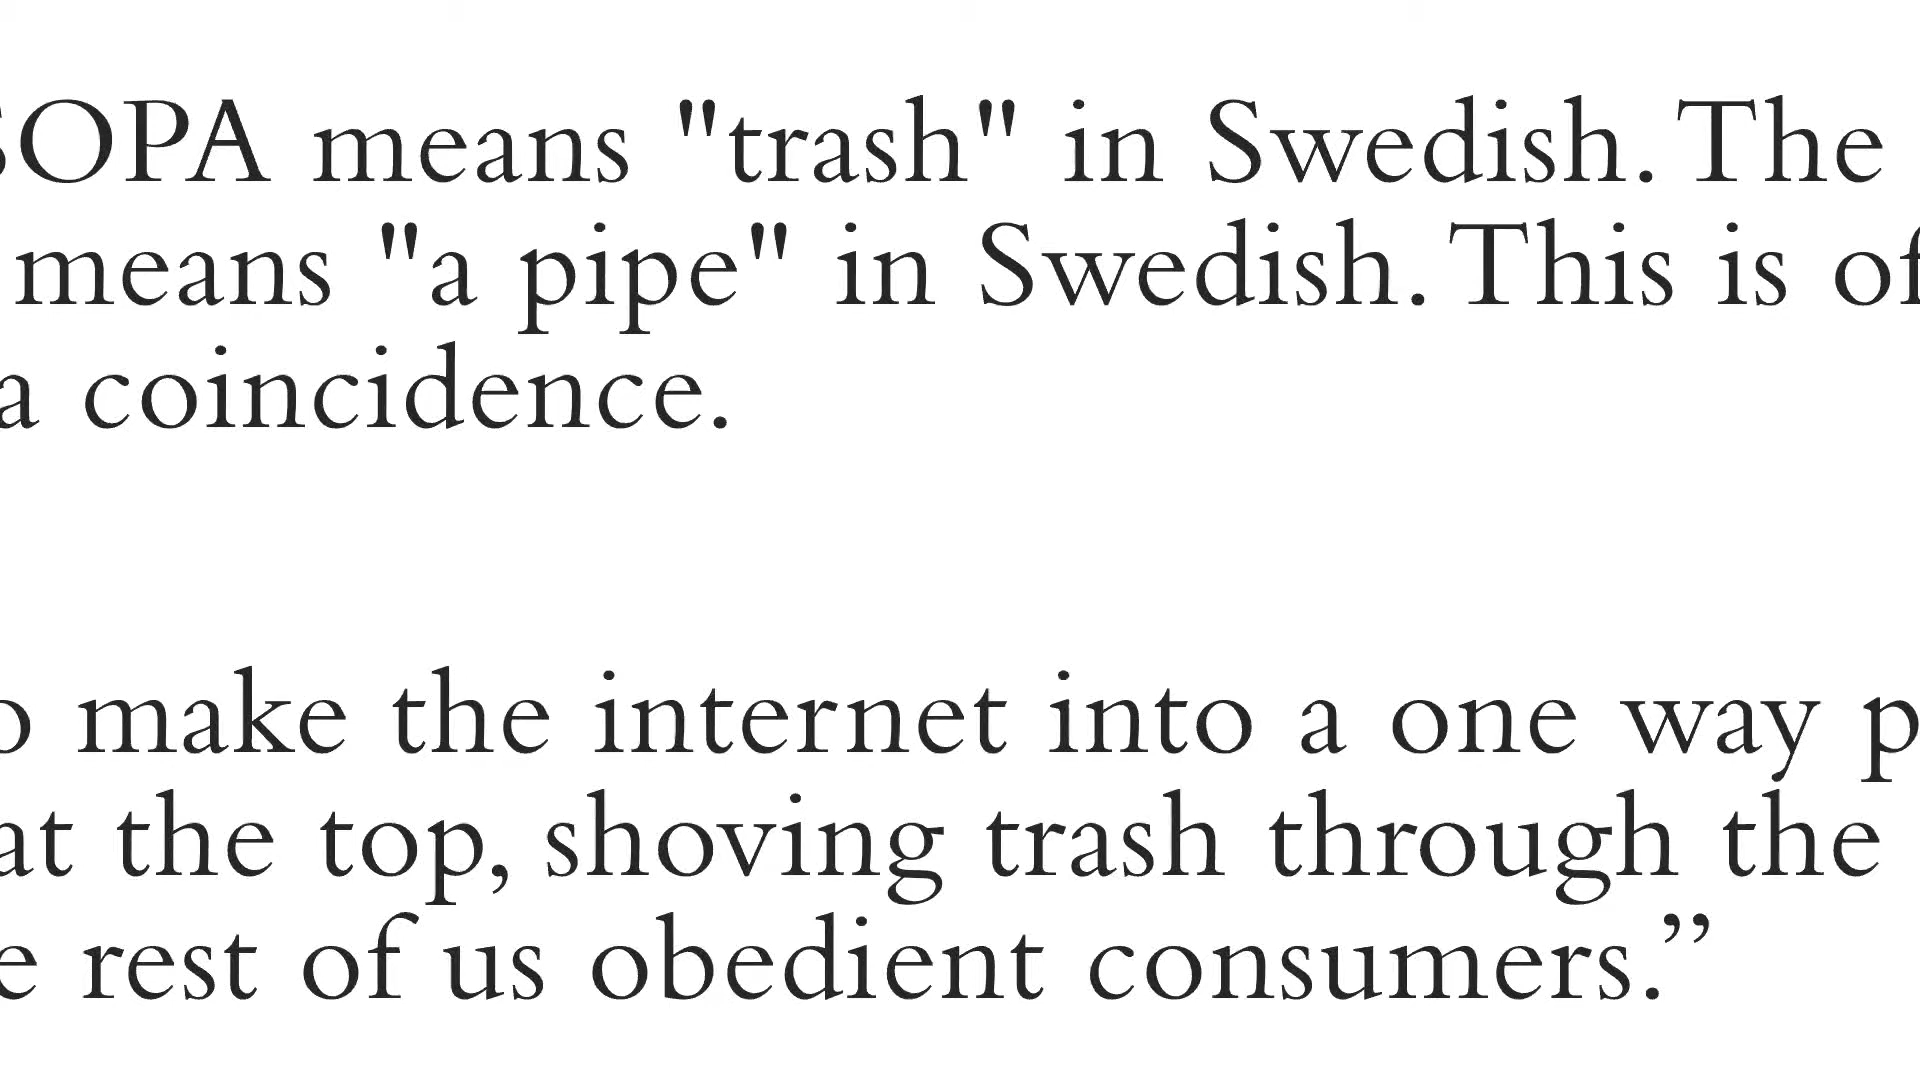 SOPA means "trash" in Swedish. The
means "a pipe" in Swedish. This is of
a coincidence.
make the internet into a one way
at the top, shoving trash through the
rest of us obedient consumers.”